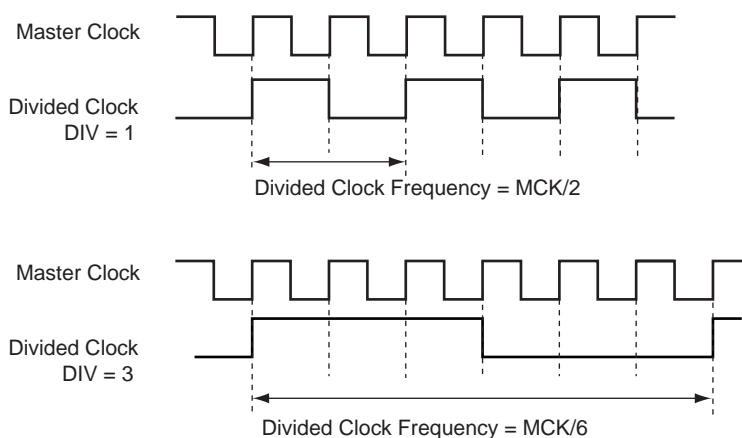 Master Clock
Divided Clock
DIV = 1
Divided Clock Frequency = MCK/2
Master Clock
Divided Clock
DIV = 3
Divided Clock Frequency = MCK/6